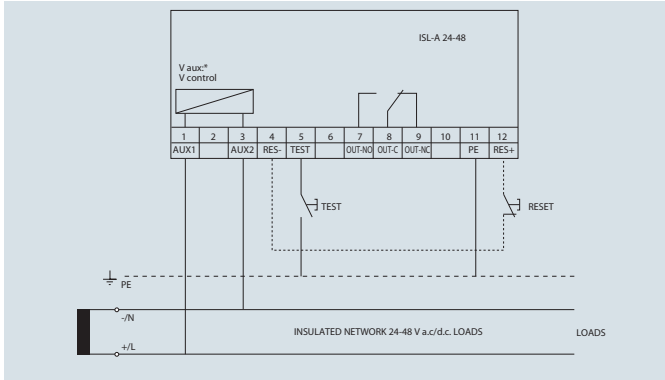 ISL-A 24-48
V aux:*
V control
1 2 3 4 5 6 7 8 9 10 11 12
AUX1 AUX2 RES- TEST OUT-NO OUT-C OUT-NC PE RES+
TEST
RESET
PE
-/N
INSULATED NETWORK 24-48 V a.c/d.c. LOADS
LOADS
+/L